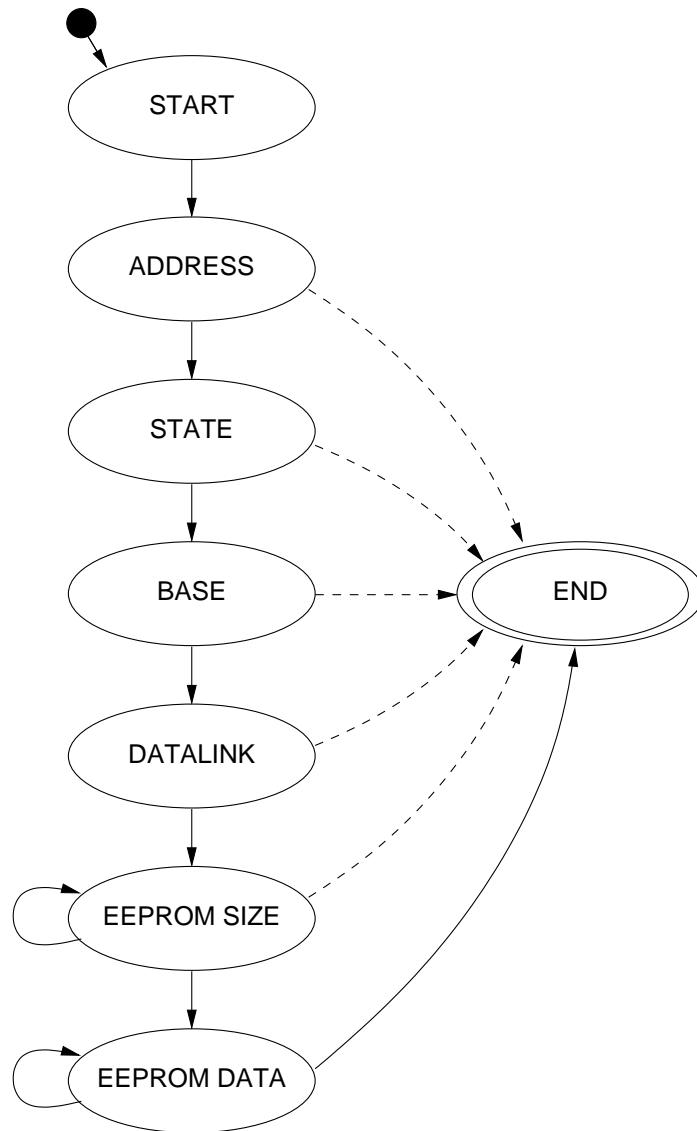 START
ADDRESS
STATE
BASE
END
DATALINK
EEPROM SIZE
EEPROM DATA